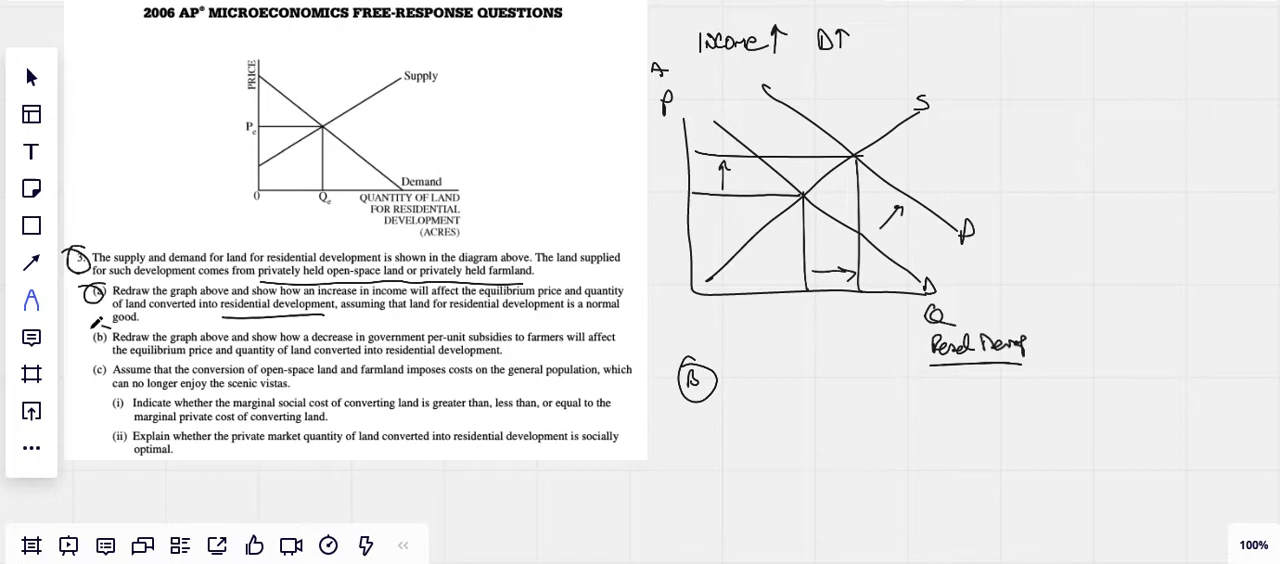 2006 AP® MICROECONOMICS FREE-RESPONSE QUESTIONS
PRICE
Supply
Pe
Demand
0
Qe
QUANTITY OF LAND
FOR RESIDENTIAL
DEVELOPMENT
(ACRES)
3. The supply and demand for land for residential development is shown in the diagram above. The land supplied
for such development comes from privately held open-space land or privately held farmland.
(a) Redraw the graph above and show how an increase in income will affect the equilibrium price and quantity
of land converted into residential development, assuming that land for residential development is a normal
good.
(b) Redraw the graph above and show how a decrease in government per-unit subsidies to farmers will affect
the equilibrium price and quantity of land converted into residential development.
(c) Assume that the conversion of open-space land and farmland imposes costs on the general population, which
can no longer enjoy the scenic vistas.
(i) Indicate whether the marginal social cost of converting land is greater than, less than, or equal to the
marginal private cost of converting land.
(ii) Explain whether the private market quantity of land converted into residential development is socially
optimal.
Income ↑ D↑
A
P
S
D
D
Q
B
100%